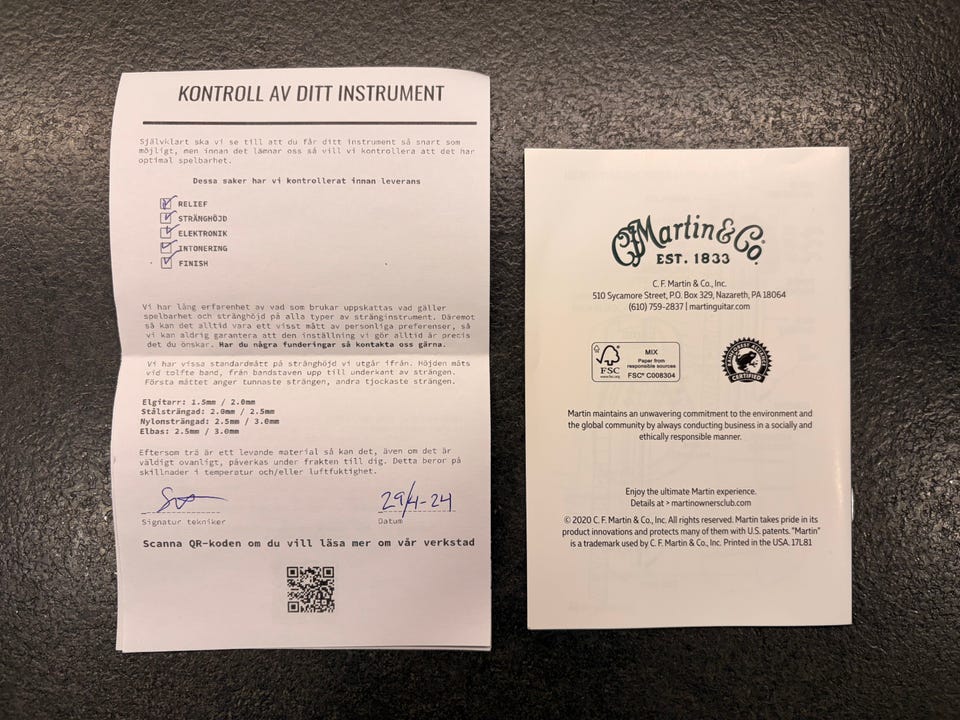 KONTROLL AV DITT INSTRUMENT
Självklart ska vi se till att du får ditt instrument så snart som
möjligt, men innan det lämnar oss så vill vi kontrollera att det har
optimal spelbarhet.
Dessa saker har vi kontrollerat innan leverans
RELIEF
STRÄNGHÖJD
ELEKTRONIK
INTONERING
FINISH
Vi har lång erfarenhet av vad som brukar uppskattas vad gäller
spelbarhet och stränghöjd på alla typer av stränginstrument. Däremot
så kan det alltid vara ett visst mått av personliga preferenser, så
vi kan aldrig garantera att den inställning vi gör alltid är precis
det du önskar. Har du några funderingar så kontakta oss gärna.
Vi har vissa standardmått på stränghöjd vi utgår ifrån. Höjden mäts
vid tolfte band, från bandstaven upp till underkant av strängen.
Första måttet anger tunnaste strängen, andra tjockaste strängen.
Elgitarr: 1.5mm / 2.0mm
Stålsträngad: 2.0mm / 2.5mm
Nylonsträngad: 2.5mm / 3.0mm
Elbas: 2.5mm / 3.0mm
Eftersom trä är ett levande material så kan det, även om det är
väldigt ovanligt, påverkas under frakten till dig. Detta beror på
skillnader i temperatur och/eller luftfuktighet.
29/4-24
Signatur tekniker
Datum
Scanna QR-koden om du vill läsa mer om vår verkstad
CF Martin & Co.
EST. 1833
C. F. Martin & Co., Inc.
510 Sycamore Street, P.O. Box 329, Nazareth, PA 18064
(610) 759-2837 | martinguitar.com
FSC
www.fsc.org
MIX
Paper from
responsible sources
FSC® C008304
RAINFOREST ALLIANCE
CERTIFIED
Martin maintains an unwavering commitment to the environment and
the global community by always conducting business in a socially and
ethically responsible manner.
Enjoy the ultimate Martin experience.
Details at > martinownersclub.com
© 2020 C. F. Martin & Co., Inc. All rights reserved. Martin takes pride in its
product innovations and protects many of them with U.S. patents. "Martin"
is a trademark used by C. F. Martin & Co., Inc. Printed in the USA. 17L81